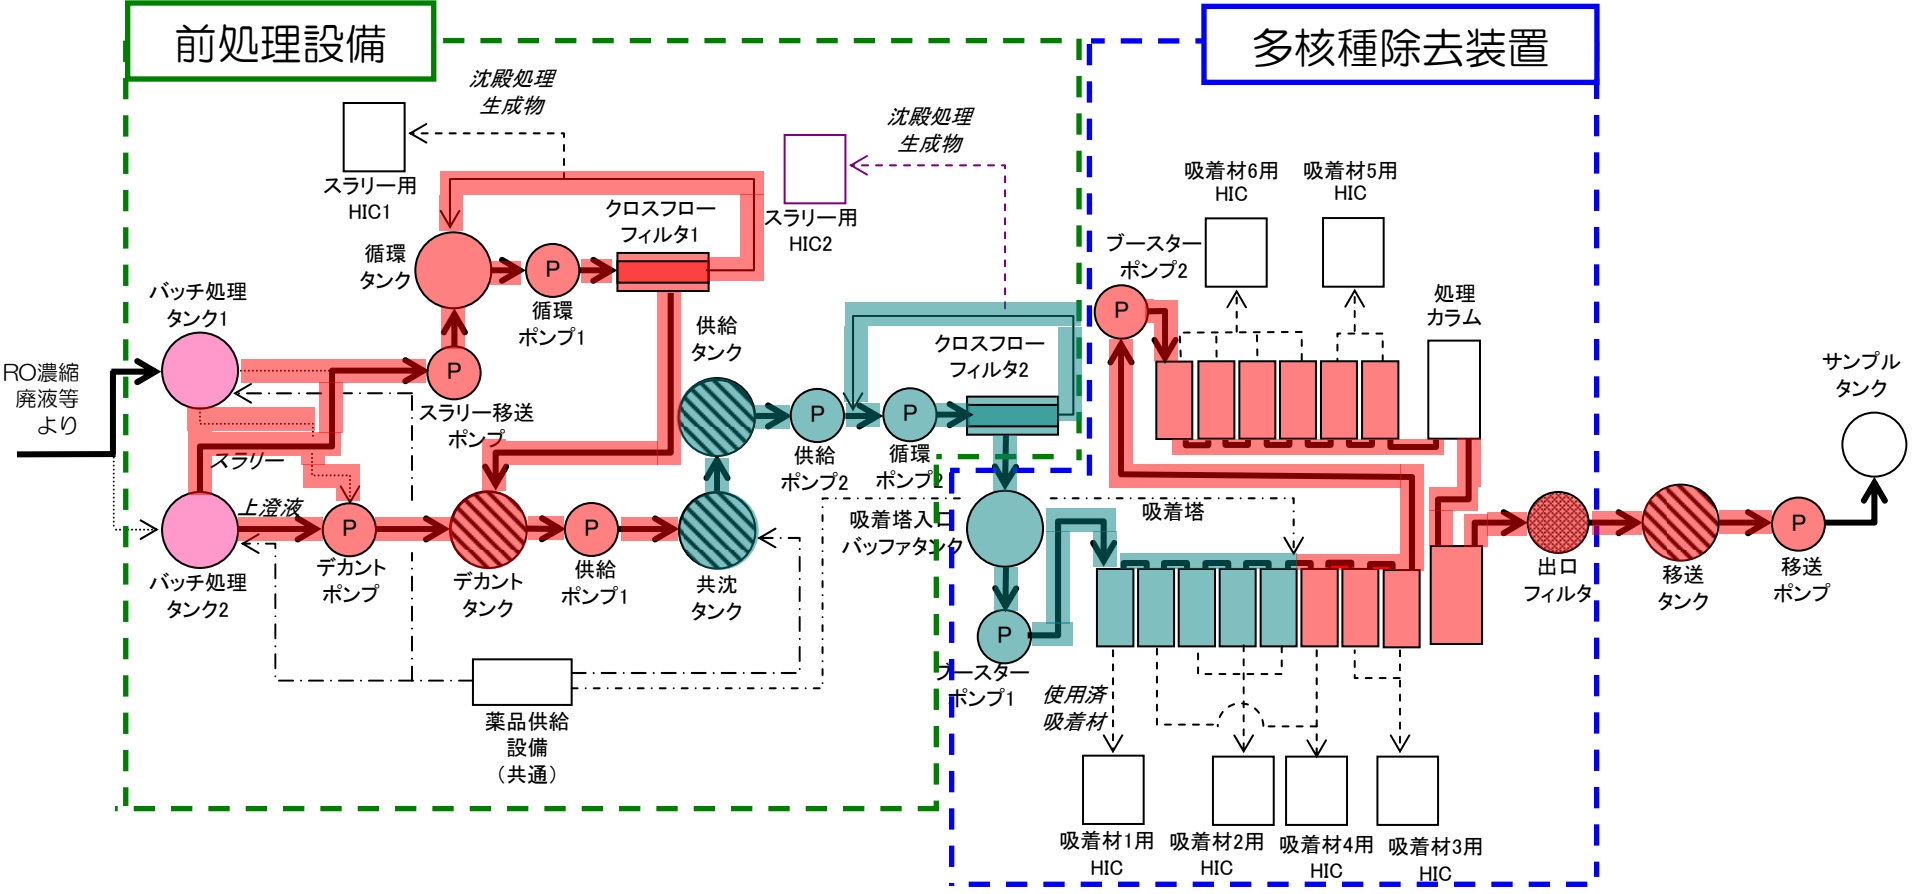 前処理設備
多核種除去装置
沈殿処理
生成物
沈殿処理
生成物
スラリー用
HIC1
クロスフロー
フィルタ1
スラリー用
HIC2
吸着材6用
HIC
吸着材5用
HIC
循環
タンク
P
循環
ポンプ1
ブースター
ポンプ2
P
バッチ処理
タンク1
供給
タンク
クロスフロー
フィルタ2
処理
カラム
RO濃縮
廃液等
より
P
スラリー移送
ポンプ
P
供給
ポンプ2
P
循環
ポンプ2
サンプル
タンク
スラリー
上澄液
P
デカント
ポンプ
バッチ処理
タンク2
デカント
タンク
P
供給
ポンプ1
共沈
タンク
吸着塔入口
バッファタンク
吸着塔
出口
フィルタ
移送
タンク
P
移送
ポンプ
P
ブースター
ポンプ1
薬品供給
設備
（共通）
使用済
吸着材
吸着材1用
HIC
吸着材2用
HIC
吸着材4用
HIC
吸着材3用
HIC